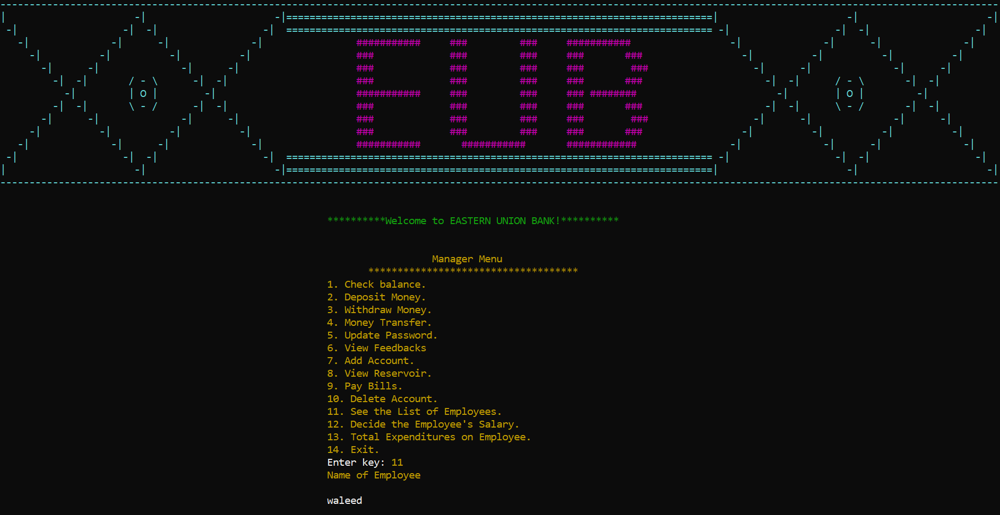 EUB
**********Welcome to EASTERN UNION BANK!**********
Manager Menu
************************************
1. Check balance.
2. Deposit Money.
3. Withdraw Money.
4. Money Transfer.
5. Update Password.
6. View Feedbacks
7. Add Account.
8. View Reservoir.
9. Pay Bills.
10. Delete Account.
11. See the List of Employees.
12. Decide the Employee's Salary.
13. Total Expenditures on Employee.
14. Exit.
Enter key: 11
Name of Employee
waleed